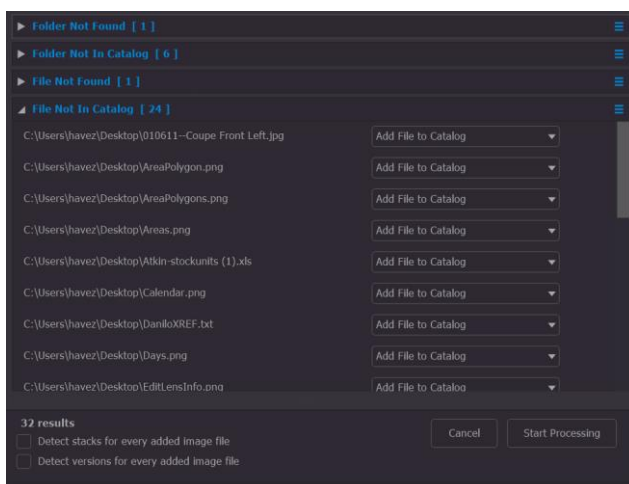 Folder Not Found [ 1 ]
Folder Not In Catalog [ 6 ]
File Not Found [ 1 ]
File Not In Catalog [ 24 ]
C:\Users\havez\Desktop\010611--Coupe Front Left.jpg Add File to Catalog
C:\Users\havez\Desktop\AreaPolygon.png Add File to Catalog
C:\Users\havez\Desktop\AreaPolygons.png Add File to Catalog
C:\Users\havez\Desktop\Areas.png Add File to Catalog
C:\Users\havez\Desktop\Atkin-stockunits (1).xls Add File to Catalog
C:\Users\havez\Desktop\Calendar.png Add File to Catalog
C:\Users\havez\Desktop\DaniloXREF.txt Add File to Catalog
C:\Users\havez\Desktop\Days.png Add File to Catalog
C:\Users\havez\Desktop\EditLensInfo.png Add File to Catalog
32 results
Detect stacks for every added image file
Cancel Start Processing
Detect versions for every added image file